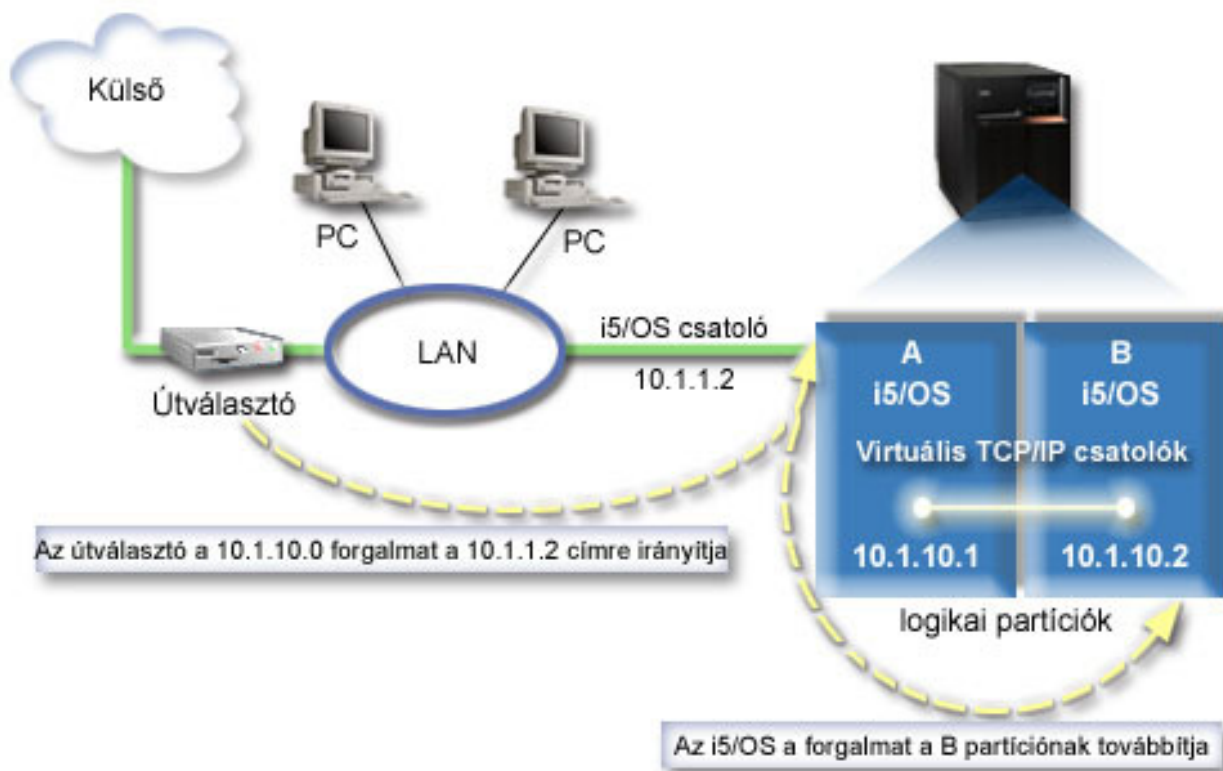 Külső
PC
PC
Útválasztó
LAN
i5/OS csatoló
10.1.1.2
A
i5/OS
B
i5/OS
Virtuális TCP/IP csatolók
10.1.10.1
10.1.10.2
logikai partíciók
Az útválasztó a 10.1.10.0 forgalmat a 10.1.1.2 címre irányítja
Az i5/OS a forgalmat a B partíciónak továbbítja